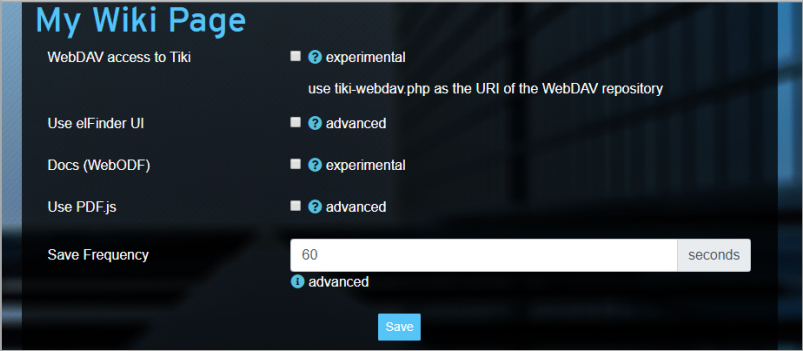 My Wiki Page
WebDAV access to Tiki experimental
use tiki-webdav.php as the URI of the WebDAV repository
Use elFinder UI advanced
Docs (WebODF) experimental
Use PDF.js advanced
Save Frequency 60 seconds
advanced
Save